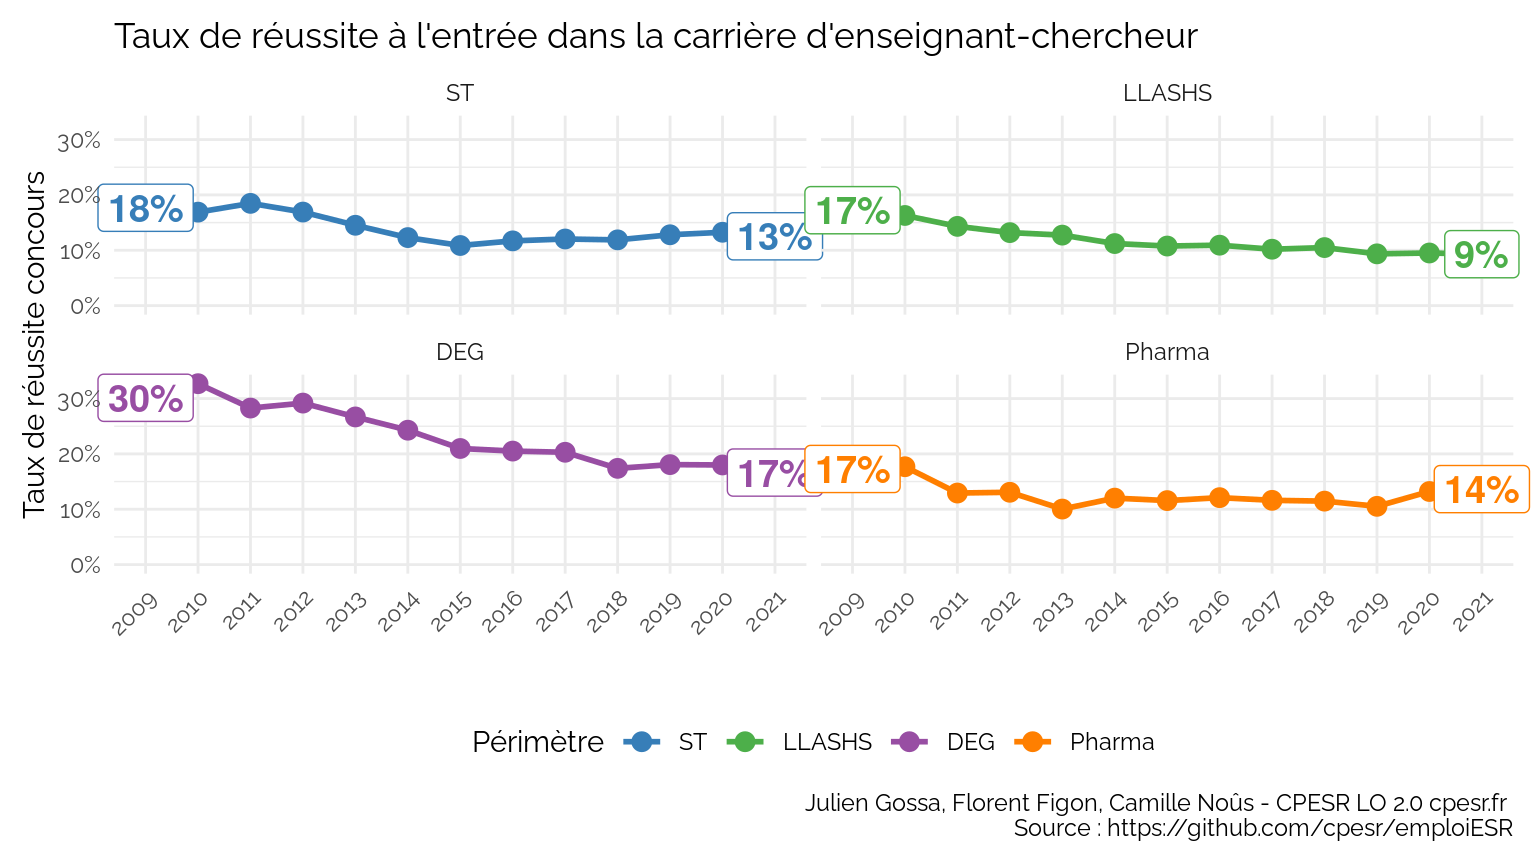 Taux de réussite à l'entrée dans la carrière d'enseignant-chercheur
ST
LLASHS
Taux de réussite concours
30%
20%
10%
0%
18%
13%
17%
9%
DEG
Pharma
30%
20%
10%
0%
30%
17%
17%
14%
2009 2010 2011 2012 2013 2014 2015 2016 2017 2018 2019 2020 2021
2009 2010 2011 2012 2013 2014 2015 2016 2017 2018 2019 2020 2021
Périmètre ST LLASHS DEG Pharma
Julien Gossa, Florent Figon, Camille Noûs - CPESR LO 2.0 cpesr.fr
Source : https://github.com/cpesr/emploiESR